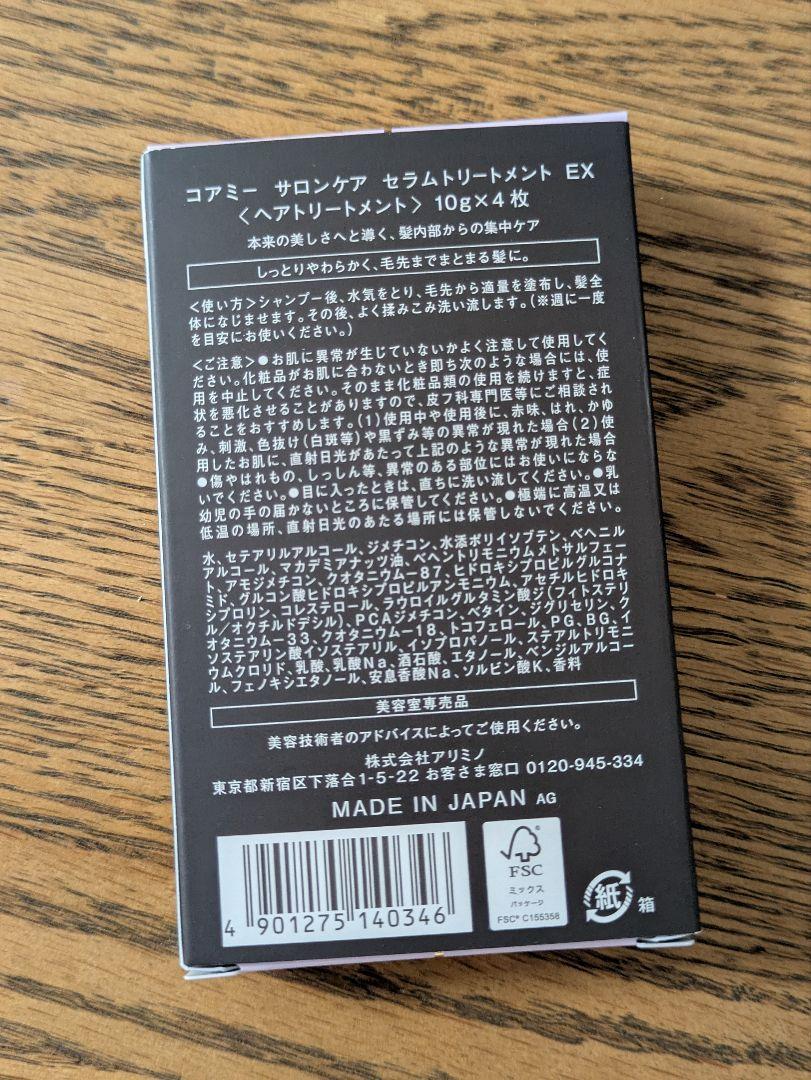 コアミー サロンケア セラムトリートメント EX
〈ヘアトリートメント〉10g×4枚
本来の美しさへと導く、髪内部からの集中ケア
しっとりやわらかく、毛先までまとまる髪に。
<使い方>シャンプー後、水気をとり、毛先から適量を塗布し、髪全
体になじませます。その後、よく揉みこみ洗い流します。(※週に一度
を目安にお使いください。)
<ご注意>●お肌に異常が生じていないかよく注意して使用してく
ださい。化粧品がお肌に合わないとき即ち次のような場合には、使
用を中止してください。そのまま化粧品類の使用を続けますと、症
状を悪化させることがありますので、皮フ科専門医等にご相談され
ることをおすすめします。(1)使用中や使用後に、赤味、はれ、かゆ
み、刺激、色抜け(白斑等)や黒ずみ等の異常が現れた場合(2)使
用したお肌に、直射日光があたって上記のような異常が現れた場合
●傷やはれもの、しっしん等、異常のある部位にはお使いにならな
いでください。●目に入ったときは、直ちに洗い流してください。●乳
幼児の手の届かないところに保管してください。●極端に高温又は
低温の場所、直射日光のあたる場所には保管しないでください。
水、セテアリルアルコール、ジメチコン、水添ポリイソブテン、ベヘニル
アルコール、マカデミアナッツ油、ベヘントリモニウムメトサルフェー
ト、アモジメチコン、クオタニウム-87、ヒドロキシプロピルグルコナ
ミド、グルコン酸ヒドロキシプロピルアンモニウム、アセチルヒドロキ
シプロリン、コレステロール、ラウロイルグルタミン酸ジ(フィトステリ
ル/オクチルドデシル)、PCAジメチコン、ベタイン、ジグリセリン、ク
オタニウム-33、クオタニウム-18、トコフェロール、PG、BG、イ
ソステアリン酸イソステアリル、イソプロパノール、ステアルトリモニ
ウムクロリド、乳酸、乳酸Na、酒石酸、エタノール、ベンジルアルコー
ル、フェノキシエタノール、安息香酸Na、ソルビン酸K、香料
美容室専売品
美容技術者のアドバイスによってご使用ください。
株式会社アリミノ
東京都新宿区下落合1-5-22 お客さま窓口 0120-945-334
MADE IN JAPAN AG
4 901275 140346
FSC
ミックス
パッケージ
FSC® C155358
紙
箱